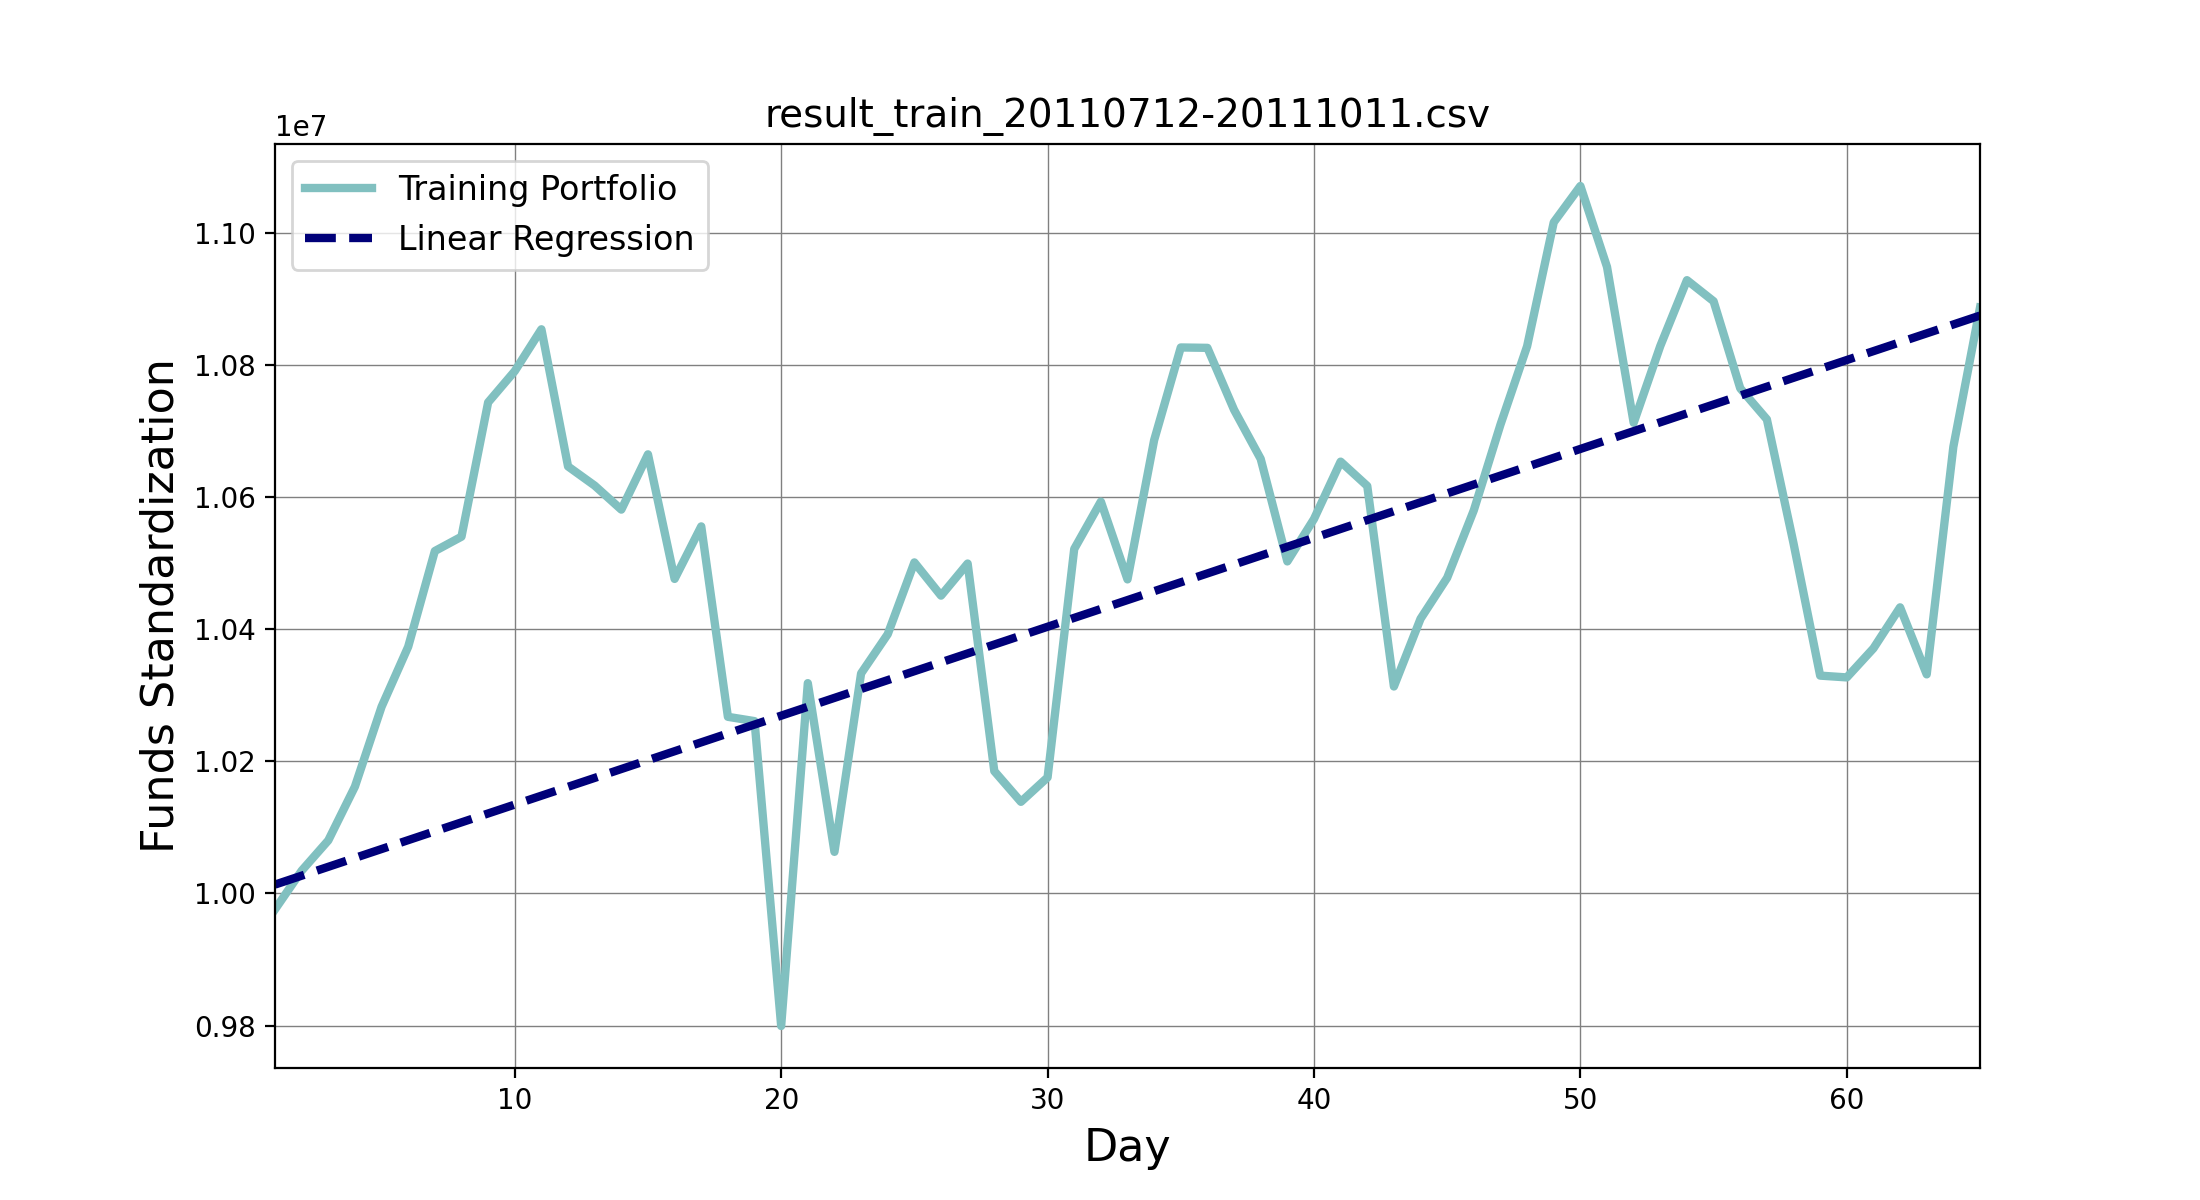 result_train_20110712-20111011.csv
1e7
Training Portfolio
Linear Regression
1.10
1.08
1.06
1.04
1.02
1.00
0.98
Funds Standardization
10 20 30 40 50 60
Day